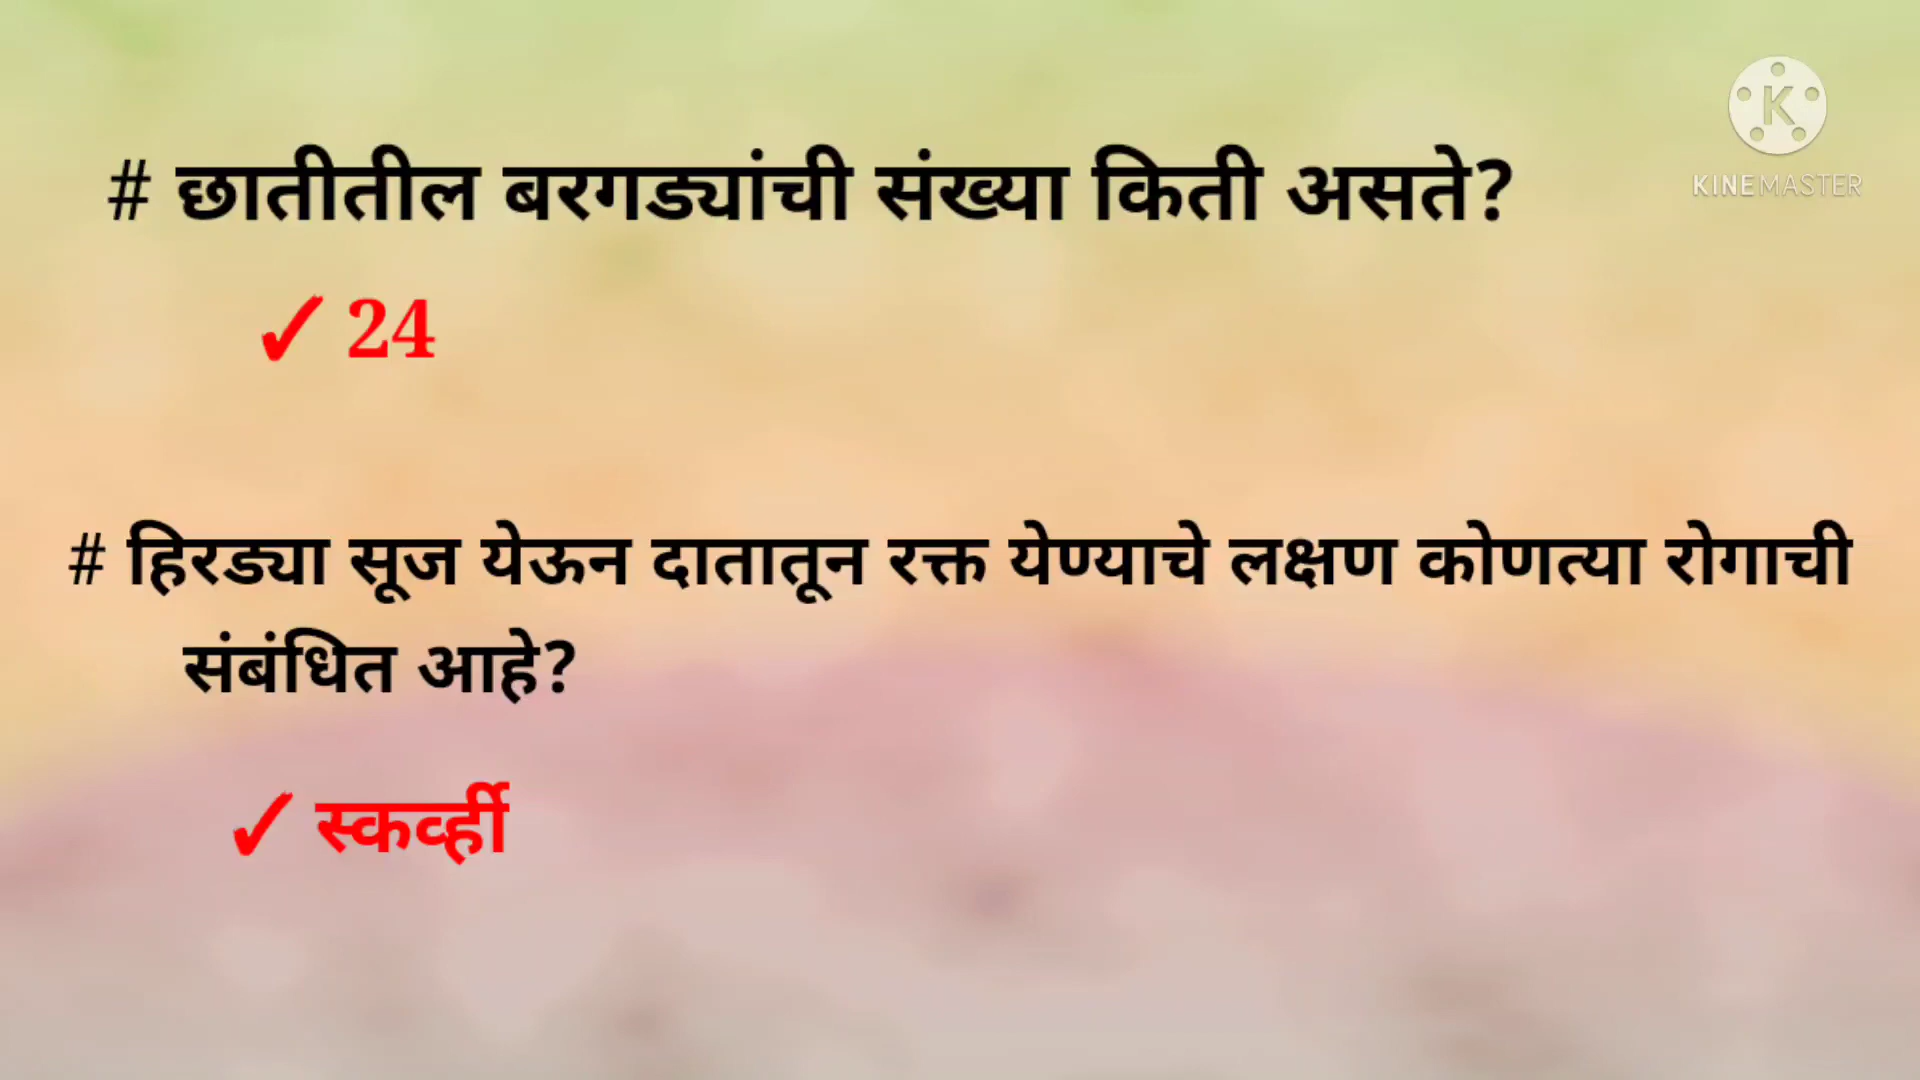 # छातीतील बरगड्यांची संख्या किती असते?
K
KINEMASTER
✓ 24
# हिरड्या सूज येऊन दातातून रक्त येण्याचे लक्षण कोणत्या रोगाची
संबंधित आहे?
✓ स्कर्व्ही